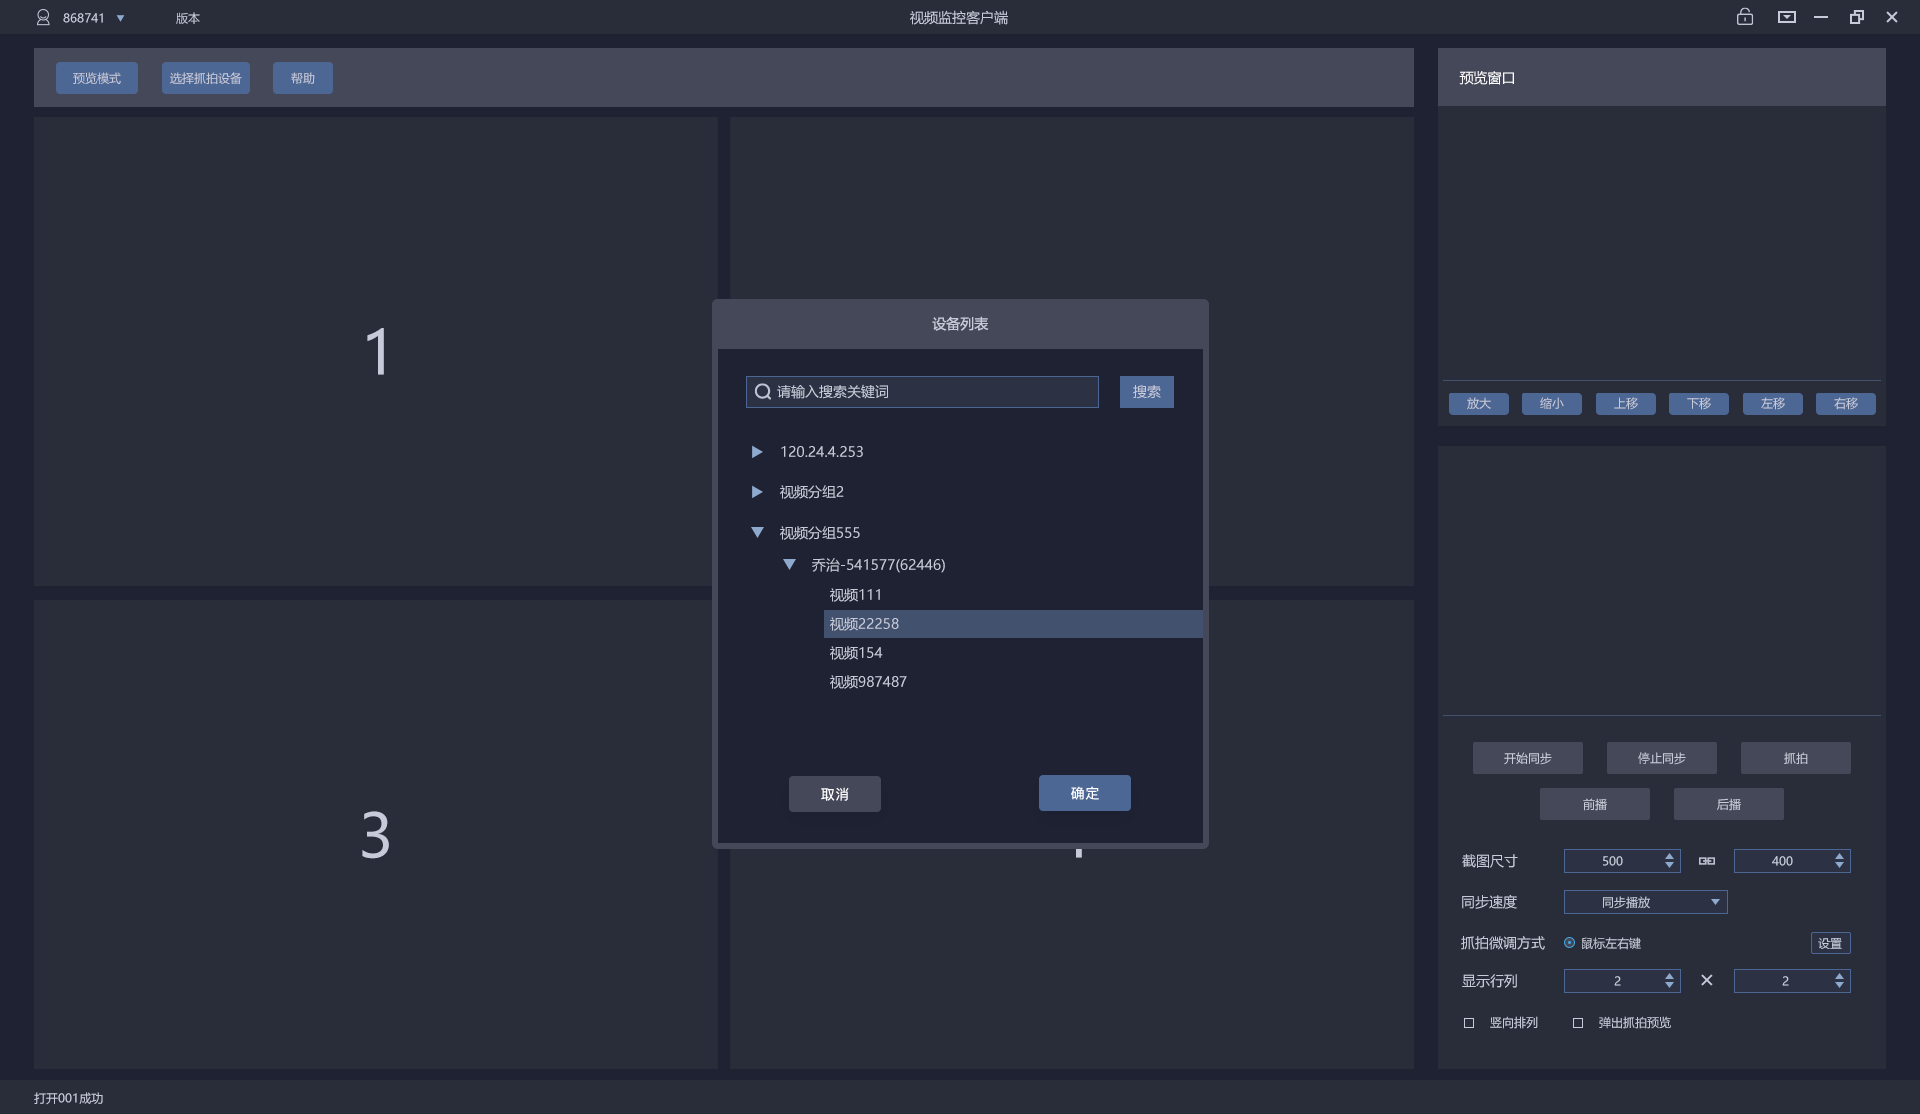 868741 版本 视频监控客户端
预览模式 选择抓拍设备 帮助
预览窗口
1
3
设备列表
请输入搜索关键词 搜索
120.24.4.253
视频分组2
视频分组555
乔治-541577(62446)
视频111
视频22258
视频154
视频987487
取消 确定
放大 缩小 上移 下移 左移 右移
开始同步 停止同步 抓拍
前播 后播
截图尺寸 500 400
同步速度 同步播放
抓拍微调方式 鼠标左右键 设置
显示行列 2 2
竖向排列 弹出抓拍预览
打开001成功